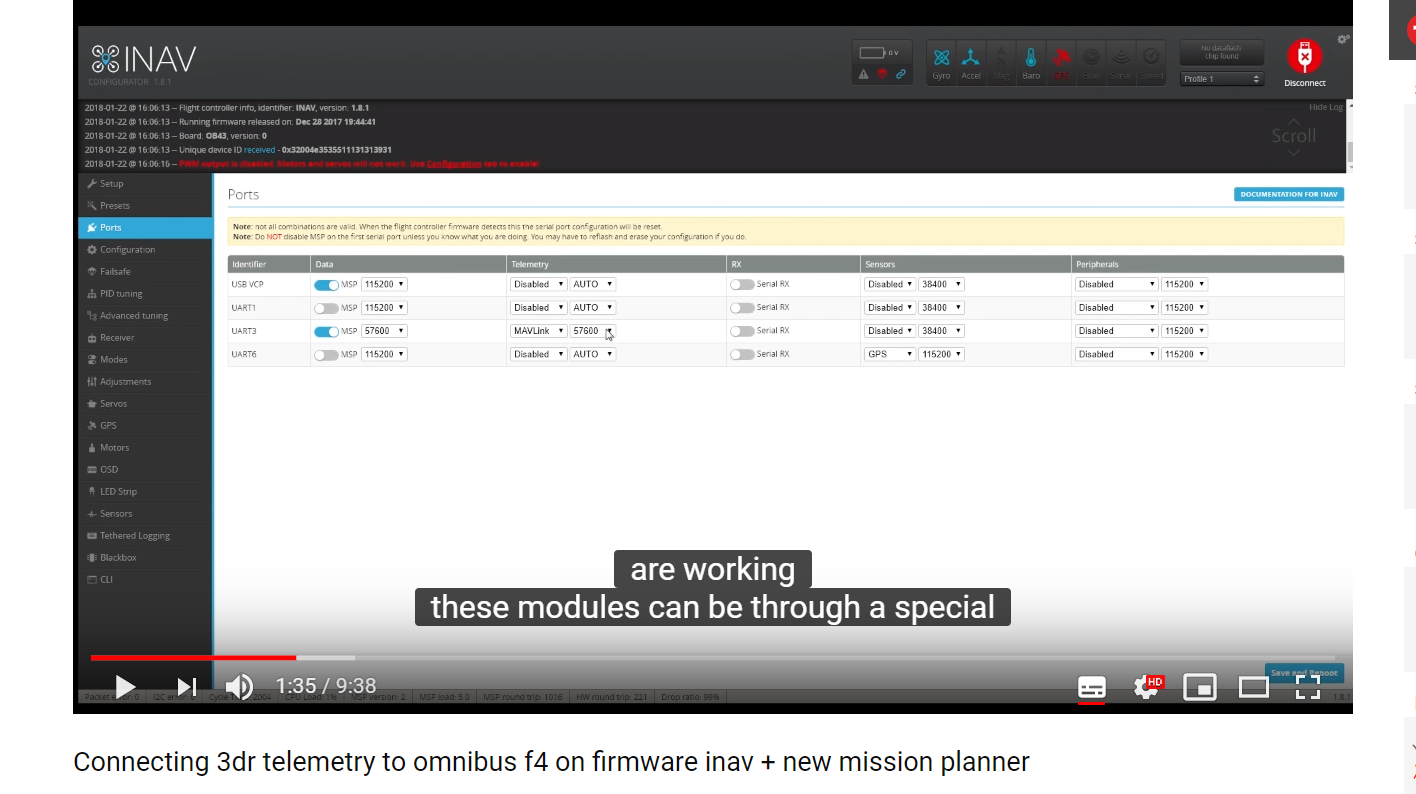 INAV
CONFIGURATOR 1.8.1
0 V
Gyro Accel Mag Baro GPS Sonar Speed
No dataflash
chip found
Profile 1
Disconnect
2018-01-22 @ 16:06:13 -- Flight controller info, identifier: INAV, version: 1.8.1
2018-01-22 @ 16:06:13 -- Running firmware released on: Dec 28 2017 19:44:41
2018-01-22 @ 16:06:13 -- Board: OB43, version: 0
2018-01-22 @ 16:06:13 -- Unique device ID received - 0x32004e3535511131313931
2018-01-22 @ 16:06:16 -- PWM output is disabled. Motors and servos will not work. Use Configuration tab to enable!
Hide Log
Scroll
Setup
Presets
Ports
Configuration
Failsafe
PID tuning
Advanced tuning
Receiver
Modes
Adjustments
Servos
GPS
Motors
OSD
LED Strip
Sensors
Tethered Logging
Blackbox
CLI
Ports
DOCUMENTATION FOR INAV
Note: not all combinations are valid. When the flight controller firmware detects this the serial port configuration will be reset.
Note: Do NOT disable MSP on the first serial port unless you know what you are doing. You may have to reflash and erase your configuration if you do.
Identifier Data Telemetry RX Sensors Peripherals
USB VCP MSP 115200 Disabled AUTO Serial RX Disabled 38400 Disabled 115200
UART1 MSP 115200 Disabled AUTO Serial RX Disabled 38400 Disabled 115200
UART3 MSP 57600 MAVLink 57600 Serial RX Disabled 38400 Disabled 115200
UART6 MSP 115200 Disabled AUTO Serial RX GPS 115200 Disabled 115200
are working
these modules can be through a special
Save and Reboot
1:35 / 9:38
HD
Packet error: 0 I2C error: 0 Cycle 2004 CPU Load: 1% MSP version: 2 MSP load: 5.0 MSP round trip: 1016 HW round trip: 221 Drop ratio: 99% 1.8.1
Connecting 3dr telemetry to omnibus f4 on firmware inav + new mission planner